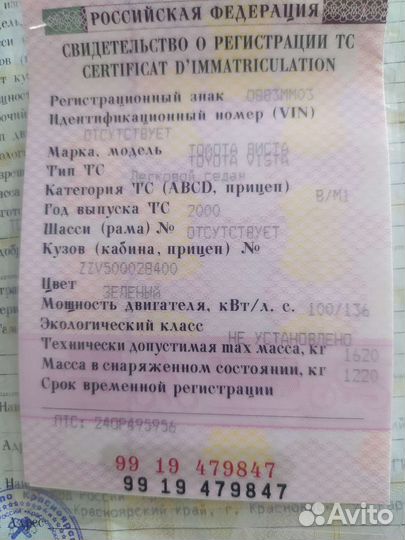 РОССИЙСКАЯ ФЕДЕРАЦИЯ
СВИДЕТЕЛЬСТВО О РЕГИСТРАЦИИ ТС
CERTIFICAT D'IMMATRICULATION
Регистрационный знак О883ММ03
Идентификационный номер (VIN)
ОТСУТСТВУЕТ
Марка, модель ТОЙОТА ВИСТА
TOYOTA VISTA
Тип ТС Легковой седан
Категория ТС (ABCD, прицеп) B/M1
Год выпуска ТС 2000
Шасси (рама) № ОТСУТСТВУЕТ
Кузов (кабина, прицеп) №
ZZV500028400
Цвет ЗЕЛЕНЫЙ
Мощность двигателя, кВт/л. с. 100/136
Экологический класс НЕ УСТАНОВЛЕНО
Технически допустимая max масса, кг 1620
Масса в снаряженном состоянии, кг 1220
Срок временной регистрации
ПТС: 24ОР495956
99 19 479847
99 19 479847
Адрес
Avito